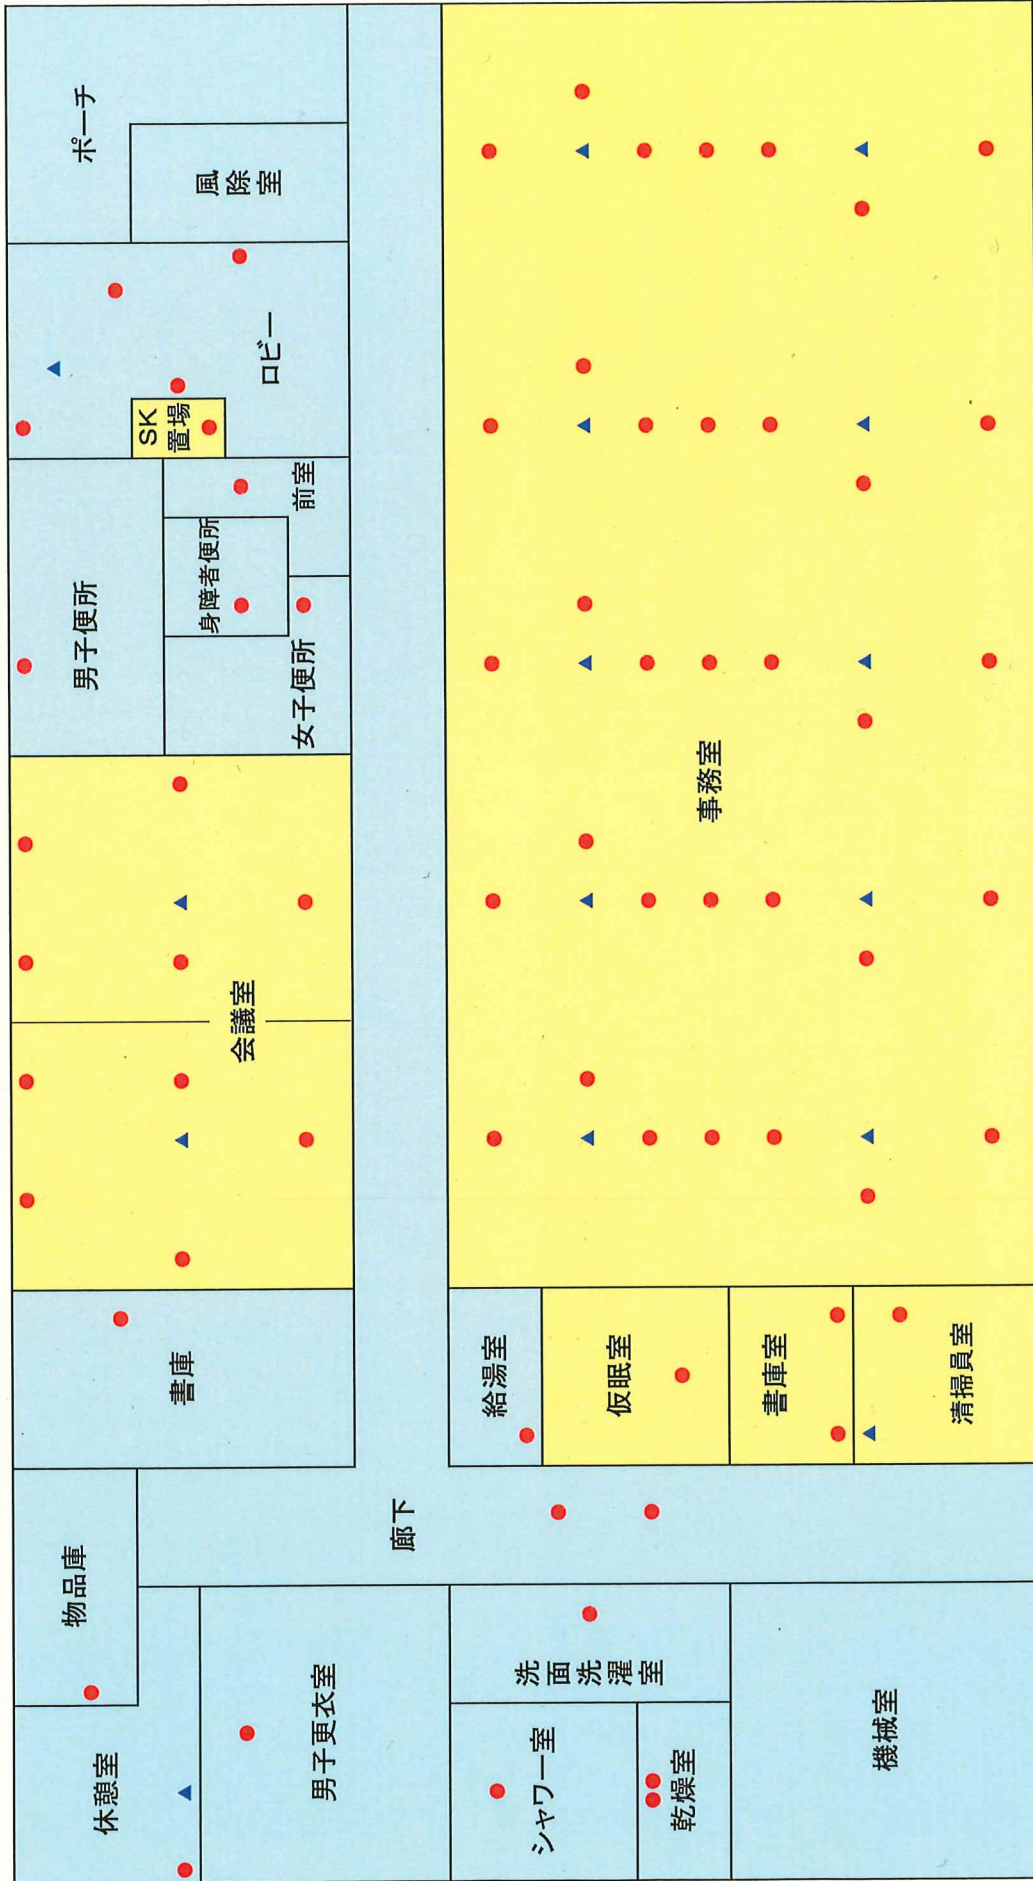 ポーチ
風除室
ロビー
SK
置場
前室
身障者便所
男子便所
女子便所
会議室
事務室
書庫
給湯室
仮眠室
書庫室
清掃員室
廊下
物品庫
休憩室
男子更衣室
洗面洗濯室
シャワー室
乾燥室
機械室